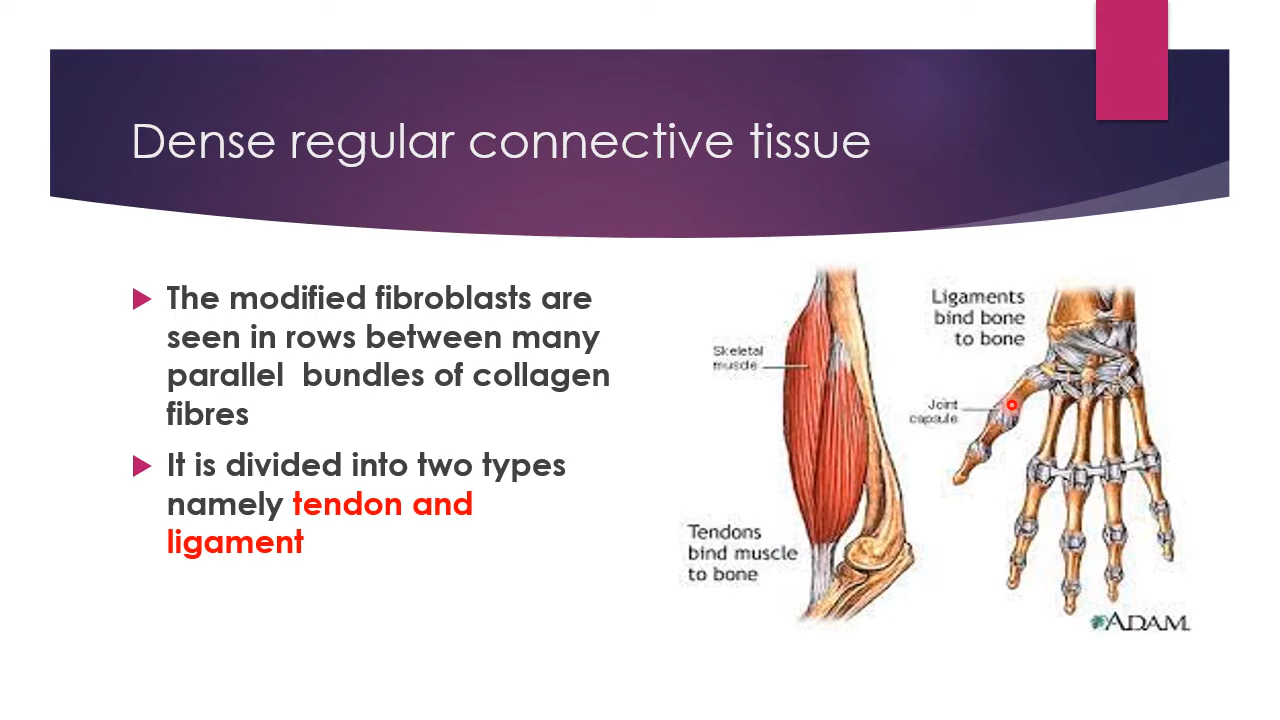 Dense regular connective tissue
The modified fibroblasts are
seen in rows between many
parallel bundles of collagen
fibres
It is divided into two types
namely tendon and
ligament
Skeletal
muscle
Tendons
bind muscle
to bone
Ligaments
bind bone
to bone
Joint
capsule
ADAM.